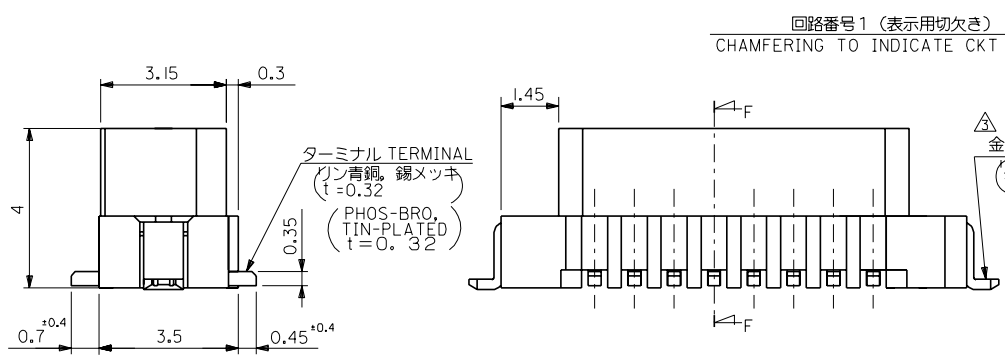 回路番号1 (表示用切欠き)
CHAMFERING TO INDICATE CKT
3.15
0.3
1.45
F
3
金
ターミナル TERMINAL
リン青銅。錫メッキ
t=0.32
(PHOS-BRO,
TIN-PLATED
t=0.32)
4
0.35
0.7 ±0.4
3.5
0.45 ±0.4
F